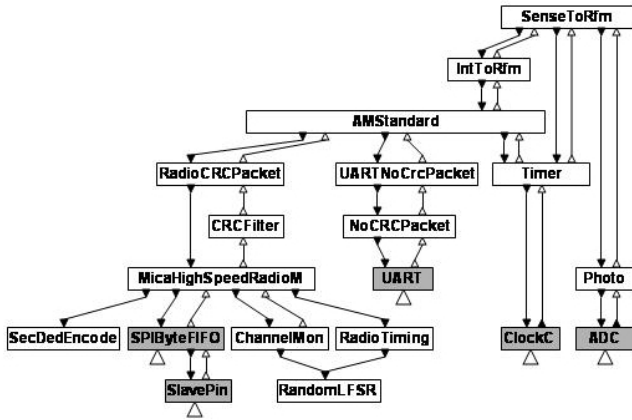 SenseToRfm
IntToRfm
AMStandard
RadioCRCPacket
UARTNoCrcPacket
Timer
CRCFilter
NoCRCPacket
MicaHighSpeedRadioM
UART
Photo
SecDedEncode
SPIByteFIFO
ChannelMon
RadioTiming
ClockC
ADC
SlavePin
RandomLFSR